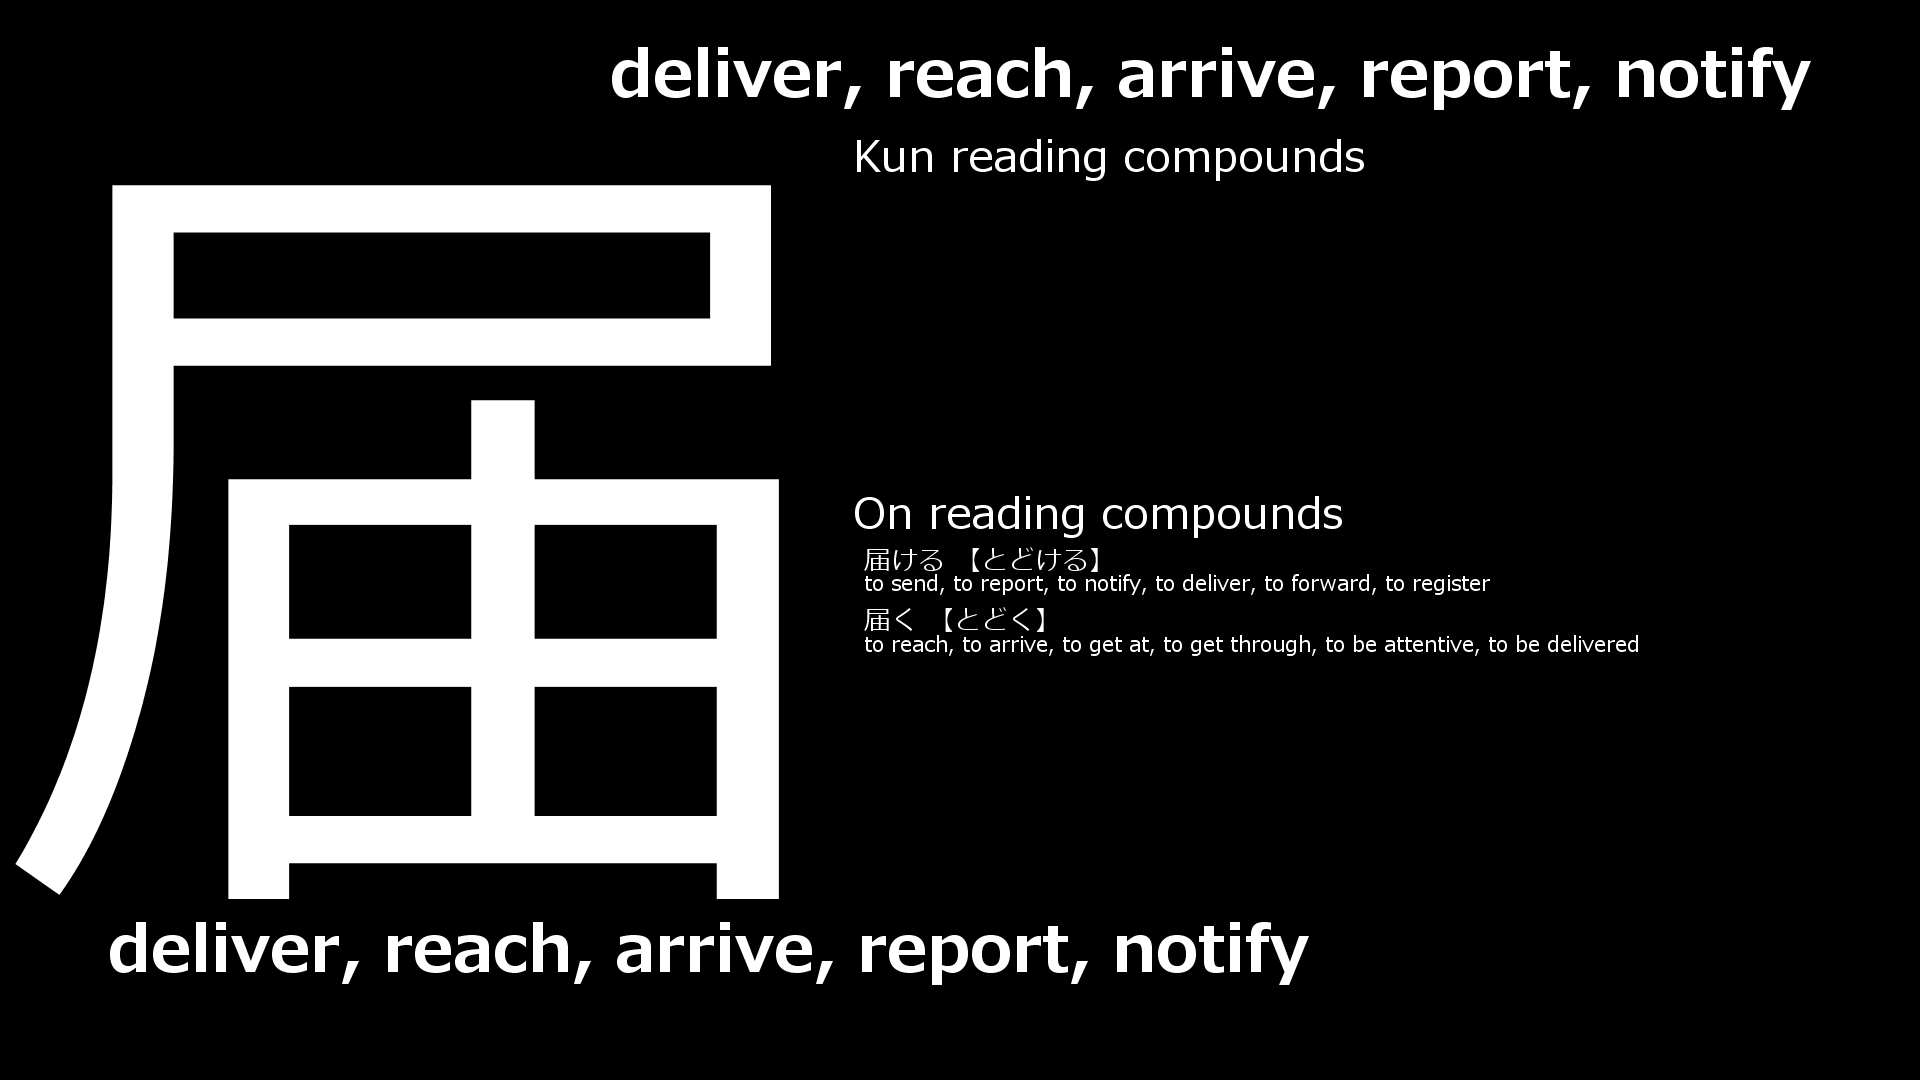 deliver, reach, arrive, report, notify
Kun reading compounds
届
On reading compounds
届ける 【とどける】
to send, to report, to notify, to deliver, to forward, to register
届く 【とどく】
to reach, to arrive, to get at, to get through, to be attentive, to be delivered
deliver, reach, arrive, report, notify